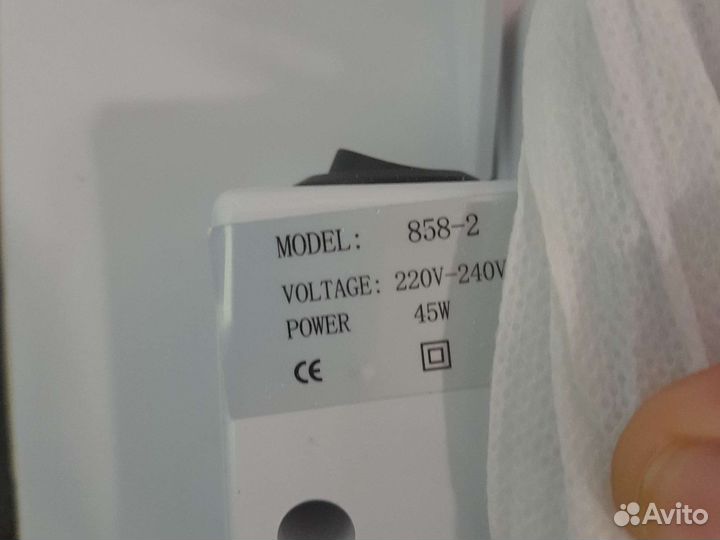 MODEL: 858-2
VOLTAGE: 220V-240V
POWER 45W
CE
Avito